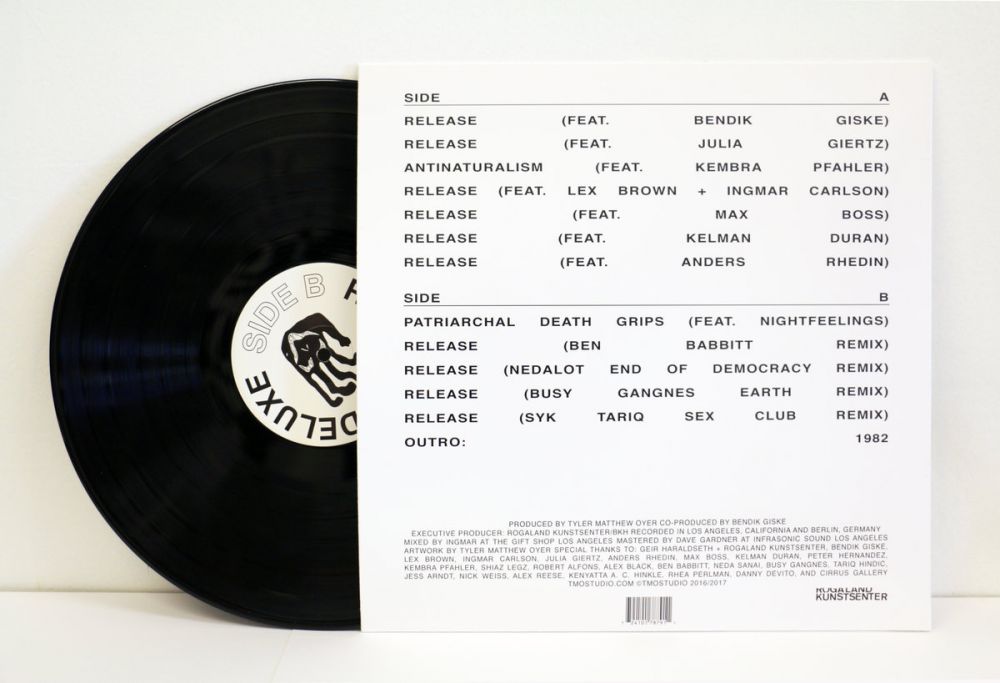 SIDE B
DELUXE
SIDE A
RELEASE (FEAT. BENDIK GISKE)
RELEASE (FEAT. JULIA GIERTZ)
ANTINATURALISM (FEAT. KEMBRA PFAHLER)
RELEASE (FEAT. LEX BROWN + INGMAR CARLSON)
RELEASE (FEAT. MAX BOSS)
RELEASE (FEAT. KELMAN DURAN)
RELEASE (FEAT. ANDERS RHEDIN)
SIDE B
PATRIARCHAL DEATH GRIPS (FEAT. NIGHTFEELINGS)
RELEASE (BEN BABBITT REMIX)
RELEASE (NEDALOT END OF DEMOCRACY REMIX)
RELEASE (BUSY GANGNES EARTH REMIX)
RELEASE (SYK TARIQ SEX CLUB REMIX)
OUTRO: 1982
PRODUCED BY TYLER MATTHEW OYER CO-PRODUCED BY BENDIK GISKE
EXECUTIVE PRODUCER: ROGALAND KUNSTSENTER/BKH RECORDED IN LOS ANGELES, CALIFORNIA AND BERLIN, GERMANY
MIXED BY INGMAR AT THE GIFT SHOP LOS ANGELES MASTERED BY DAVE GARDNER AT INFRASONIC SOUND LOS ANGELES
ARTWORK BY TYLER MATTHEW OYER SPECIAL THANKS TO: GEIR HARALDSETH + ROGALAND KUNSTSENTER, BENDIK GISKE,
LEX BROWN, INGMAR CARLSON, JULIA GIERTZ, ANDERS RHEDIN, MAX BOSS, KELMAN DURAN, PETER HERNANDEZ,
KEMBRA PFAHLER, SHIAZ LEGZ, ROBERT ALFONS, ALEX BLACK, BEN BABBITT, NEDA SANAI, BUSY GANGNES, TARIQ HINDIC,
JESS ARNDT, NICK WEISS, ALEX REESE, KENYATTA A. C. HINKLE, RHEA PERLMAN, DANNY DEVITO, AND CIRRUS GALLERY
TMOSTUDIO.COM ©TMOSTUDIO 2016/2017
ROGALAND
KUNSTSENTER